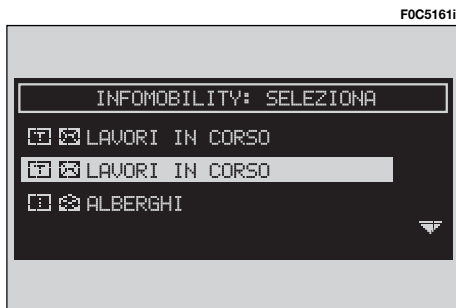 F0C5161i
INFOMOBILITY: SELEZIONA
T LAVORI IN CORSO
T LAVORI IN CORSO
i ALBERGHI